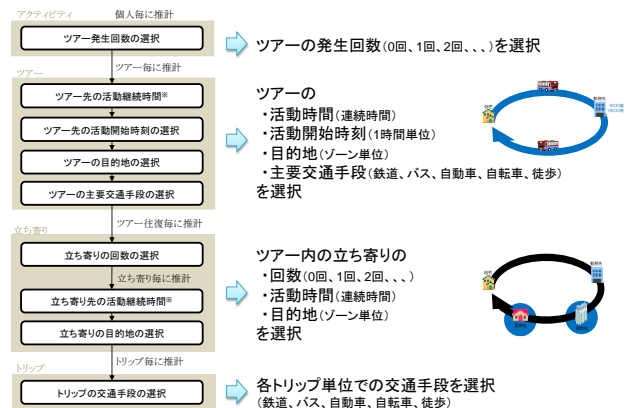 アクティビティ
個人毎に推計
ツアー発生回数の選択
ツアーの発生回数(0回、1回、2回、、、)を選択
ツアー毎に推計
ツアー
ツアー先の活動継続時間※
ツアー先の活動開始時刻の選択
ツアーの目的地の選択
ツアーの主要交通手段の選択
ツアーの
・活動時間(連続時間)
・活動開始時刻(1時間単位)
・目的地(ゾーン単位)
・主要交通手段(鉄道、バス、自動車、自転車、徒歩)
を選択
自宅
勤務先
ツアー往復毎に推計
立ち寄り
立ち寄りの回数の選択
立ち寄り毎に推計
立ち寄り先の活動継続時間※
立ち寄りの目的地の選択
ツアー内の立ち寄りの
・回数(0回、1回、2回、、、)
・活動時間(連続時間)
・目的地(ゾーン単位)
を選択
自宅
勤務先
トリップ毎に推計
トリップ
トリップの交通手段の選択
各トリップ単位での交通手段を選択
(鉄道、バス、自動車、自転車、徒歩)